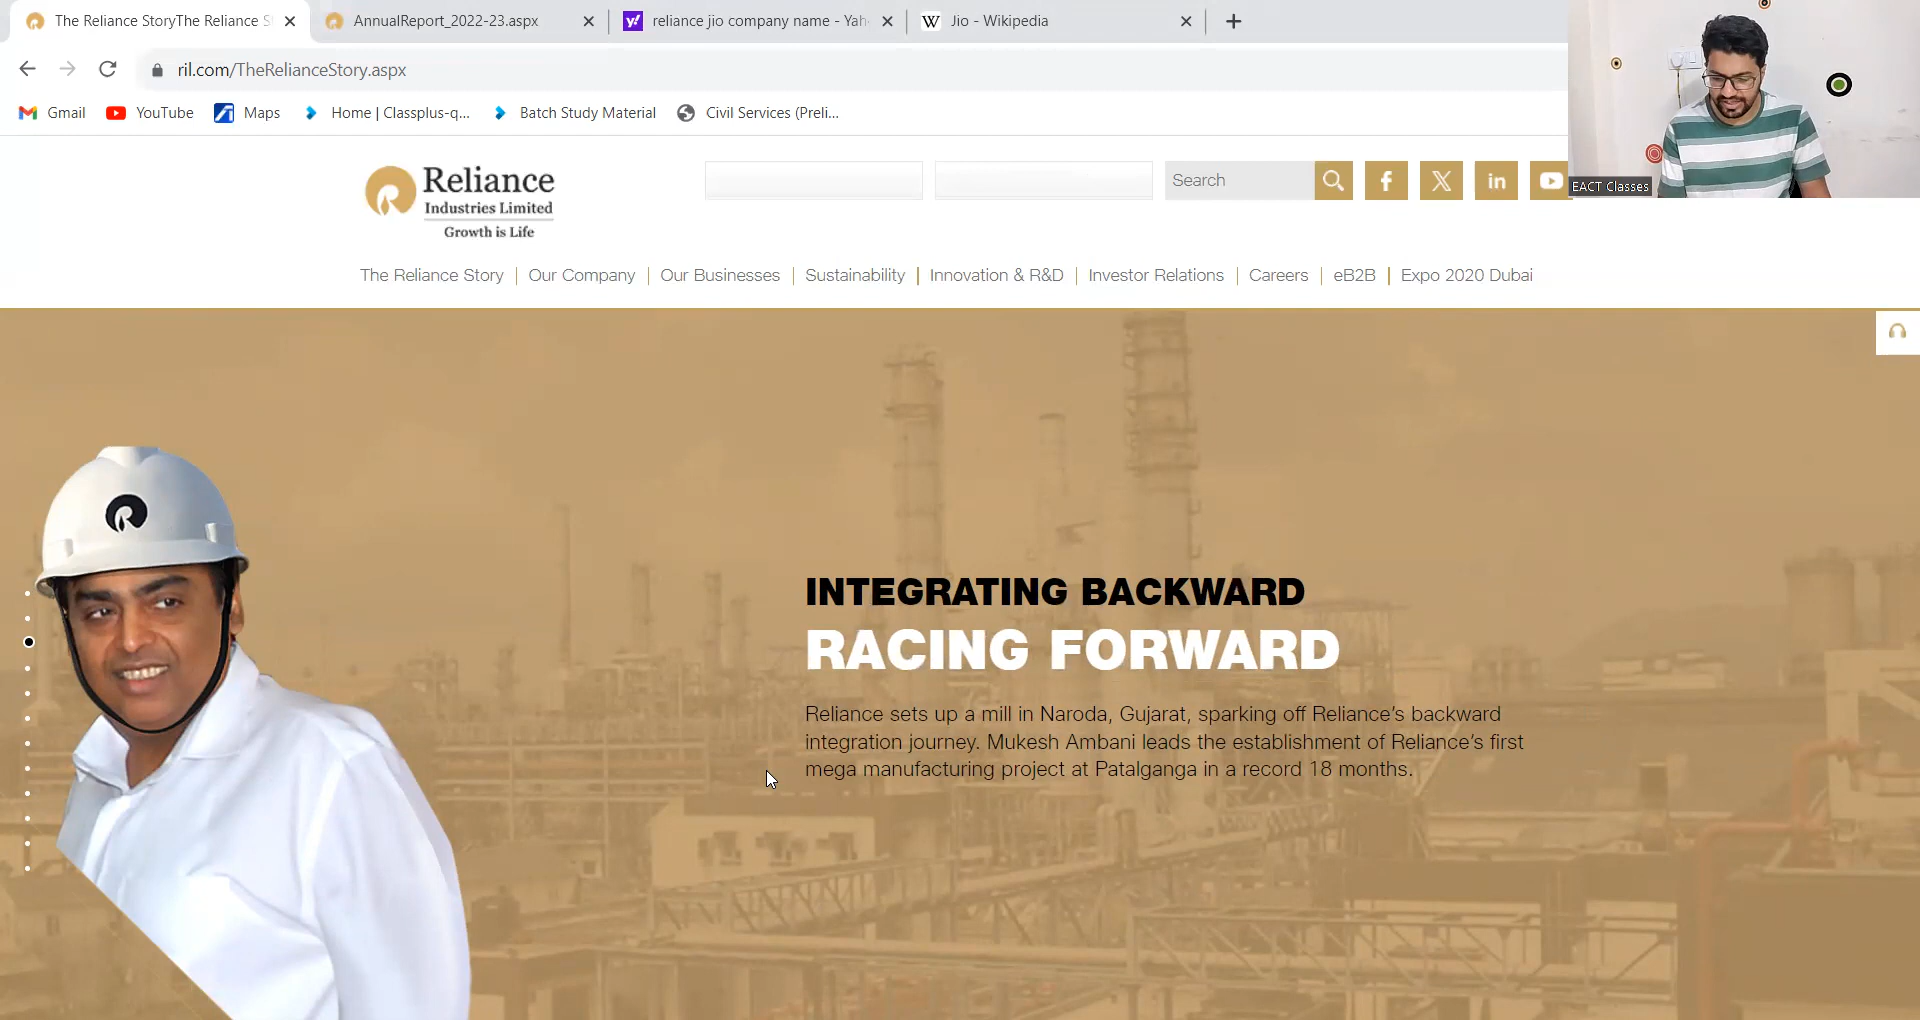 The Reliance StoryThe Reliance S
AnnualReport_2022-23.aspx
reliance jio company name - Yah
W Jio - Wikipedia
ril.com/TheRelianceStory.aspx
Gmail
YouTube
Maps
Home | Classplus-q...
Batch Study Material
Civil Services (Preli...
EACT Classes
Reliance
Industries Limited
Growth is Life
Search
The Reliance Story
Our Company
Our Businesses
Sustainability
Innovation & R&D
Investor Relations
Careers
eB2B
Expo 2020 Dubai
INTEGRATING BACKWARD
RACING FORWARD
Reliance sets up a mill in Naroda, Gujarat, sparking off Reliance's backward
integration journey. Mukesh Ambani leads the establishment of Reliance's first
mega manufacturing project at Patalganga in a record 18 months.